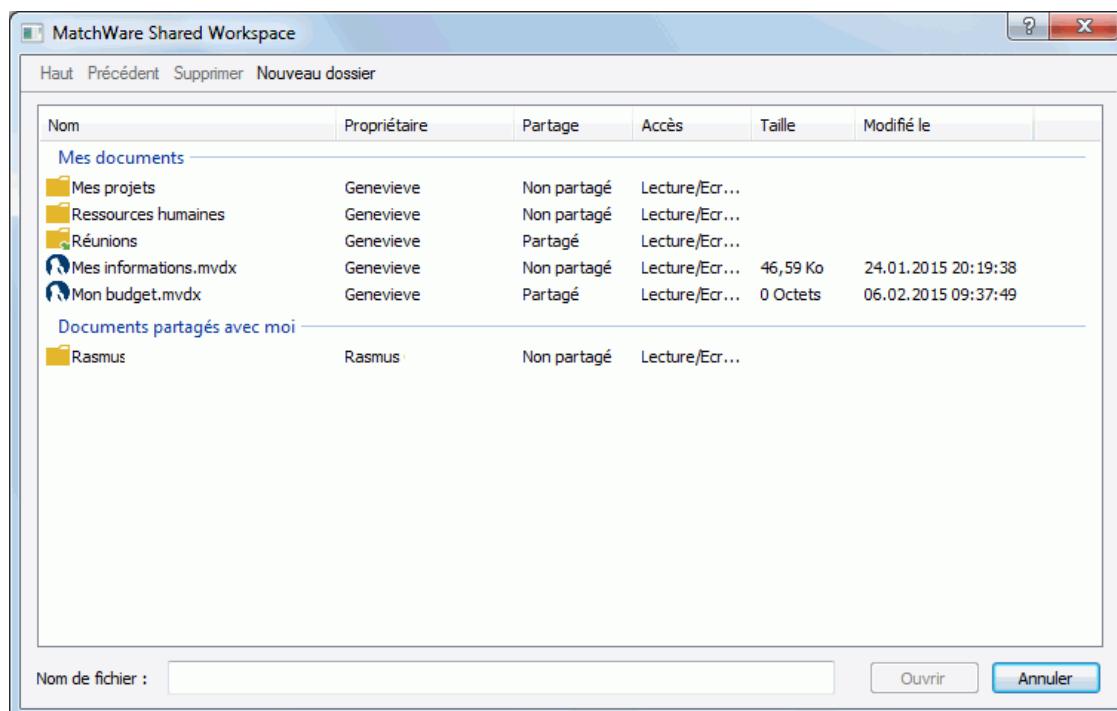 MatchWare Shared Workspace
Haut Précédent Supprimer Nouveau dossier
Nom Propriétaire Partage Accès Taille Modifié le
Mes documents
Mes projets Genevieve Non partagé Lecture/Ecr...
Ressources humaines Genevieve Non partagé Lecture/Ecr...
Réunions Genevieve Partagé Lecture/Ecr...
Mes informations.mvdx Genevieve Non partagé Lecture/Ecr... 46,59 Ko 24.01.2015 20:19:38
Mon budget.mvdx Genevieve Partagé Lecture/Ecr... 0 Octets 06.02.2015 09:37:49
Documents partagés avec moi
Rasmus Rasmus Non partagé Lecture/Ecr...
Nom de fichier : Ouvrir Annuler